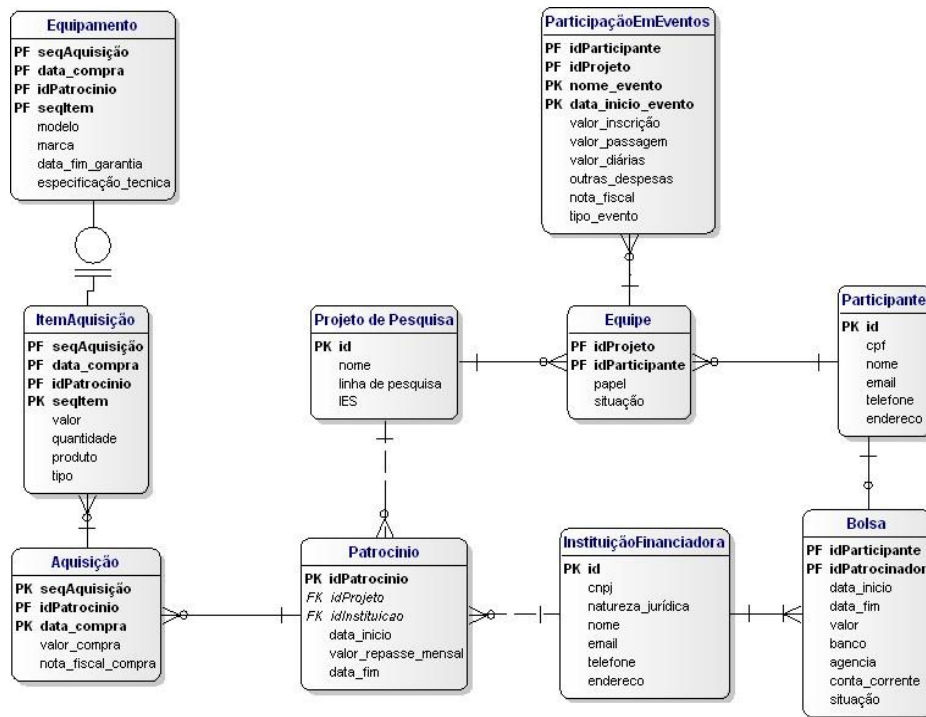 Equipamento
PF seqAquisição
PF data_compra
PF idPatrocinio
PF seqItem
modelo
marca
data_fim_garantia
especificação_tecnica
ParticipaçãoEmEventos
PF idParticipante
PF idProjeto
PK nome_evento
PK data_inicio_evento
valor_inscrição
valor_passagem
valor_diárias
outras_despesas
nota_fiscal
tipo_evento
ItemAquisição
PF seqAquisição
PF data_compra
PF idPatrocinio
PK seqItem
valor
quantidade
produto
tipo
Projeto de Pesquisa
PK id
nome
linha de pesquisa
IES
Equipe
PF idProjeto
PF idParticipante
papel
situação
Participante
PK id
cpf
nome
email
telefone
endereco
Aquisição
PK seqAquisição
PF idPatrocinio
PK data_compra
valor_compra
nota_fiscal_compra
Patrocinio
PK idPatrocinio
FK idProjeto
FK idInstituicao
data_inicio
valor_repasse_mensal
data_fim
InstituiçãoFinanciadora
PK id
cnpj
natureza_jurídica
nome
email
telefone
endereco
Bolsa
PF idParticipante
PF idPatrocinador
data_inicio
data_fim
valor
banco
agencia
conta_corrente
situação